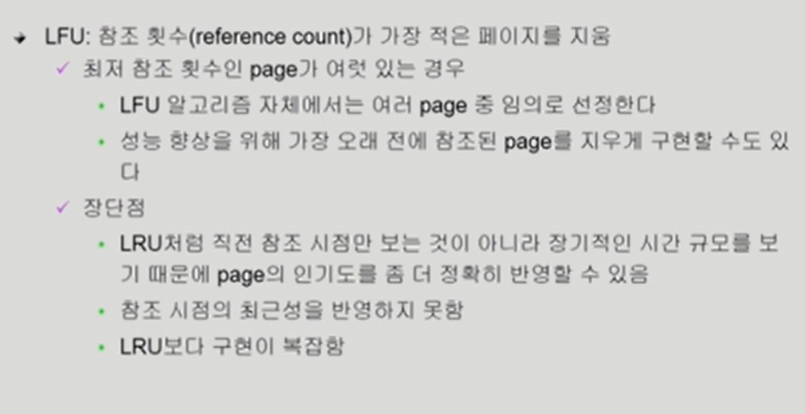 LFU: 참조 횟수(reference count)가 가장 적은 페이지를 지움
최저 참조 횟수인 page가 여럿 있는 경우
LFU 알고리즘 자체에서는 여러 page 중 임의로 선정한다
성능 향상을 위해 가장 오래 전에 참조된 page를 지우게 구현할 수도 있
다
장단점
LRU처럼 직전 참조 시점만 보는 것이 아니라 장기적인 시간 규모를 보
기 때문에 page의 인기도를 좀 더 정확히 반영할 수 있음
참조 시점의 최근성을 반영하지 못함
LRU보다 구현이 복잡함